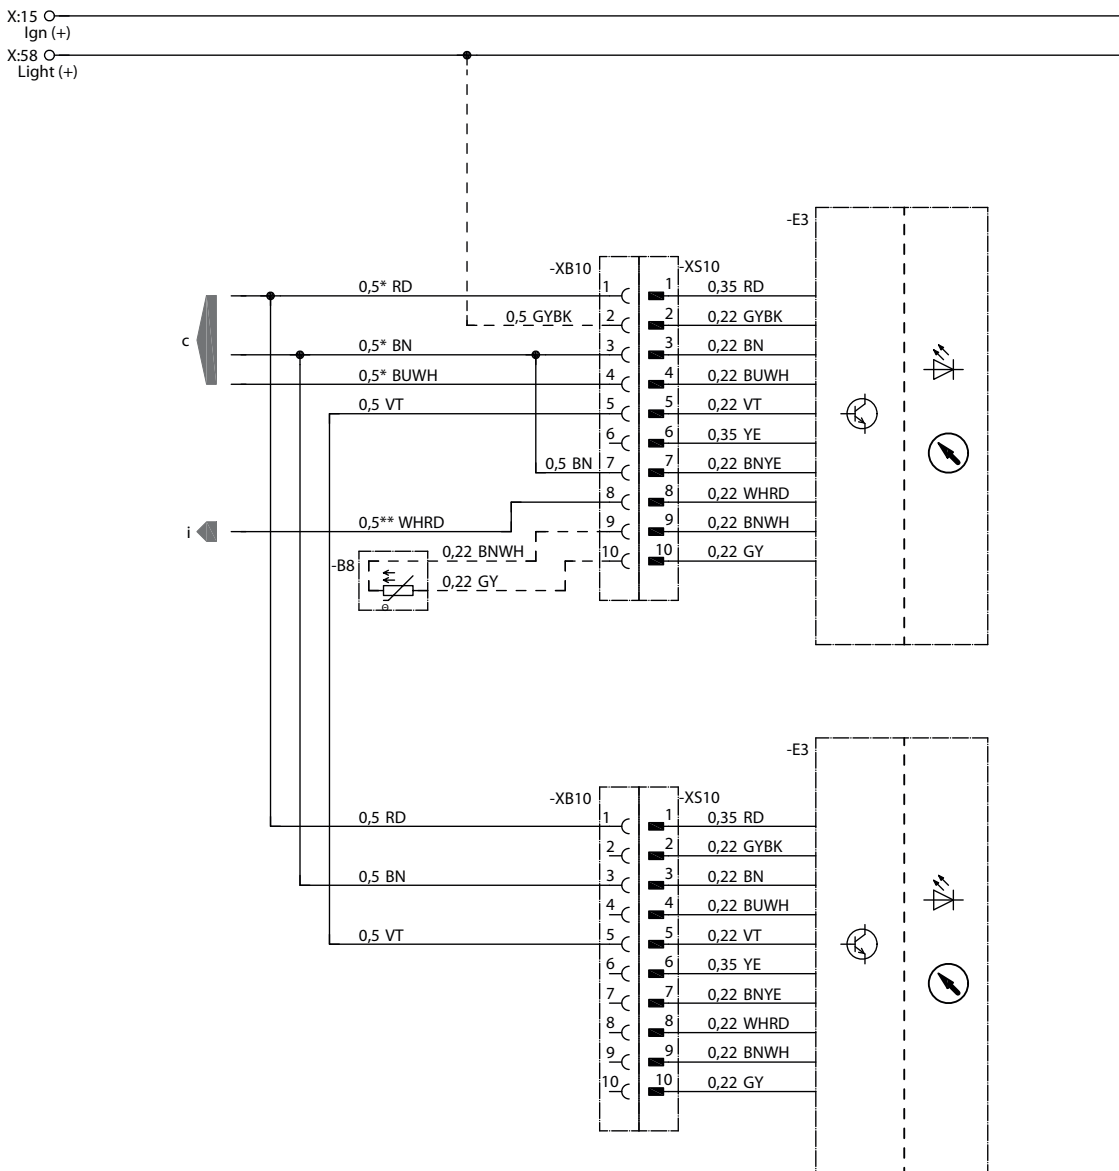 X:15
Ign (+)
X:58
Light (+)
-E3
-XB10
-XS10
0,5* RD
1
1
0,35 RD
0,5 GYBK
2
2
0,22 GYBK
0,5* BN
3
3
0,22 BN
c
0,5* BUWH
4
4
0,22 BUWH
0,5 VT
5
5
0,22 VT
6
6
0,35 YE
0,5 BN
7
7
0,22 BNYE
8
8
0,22 WHRD
i
0,5** WHRD
9
9
0,22 BNWH
-B8
0,22 BNWH
10
10
0,22 GY
0,22 GY
Θ
-E3
-XB10
-XS10
0,5 RD
1
1
0,35 RD
2
2
0,22 GYBK
0,5 BN
3
3
0,22 BN
4
4
0,22 BUWH
0,5 VT
5
5
0,22 VT
6
6
0,35 YE
7
7
0,22 BNYE
8
8
0,22 WHRD
9
9
0,22 BNWH
10
10
0,22 GY